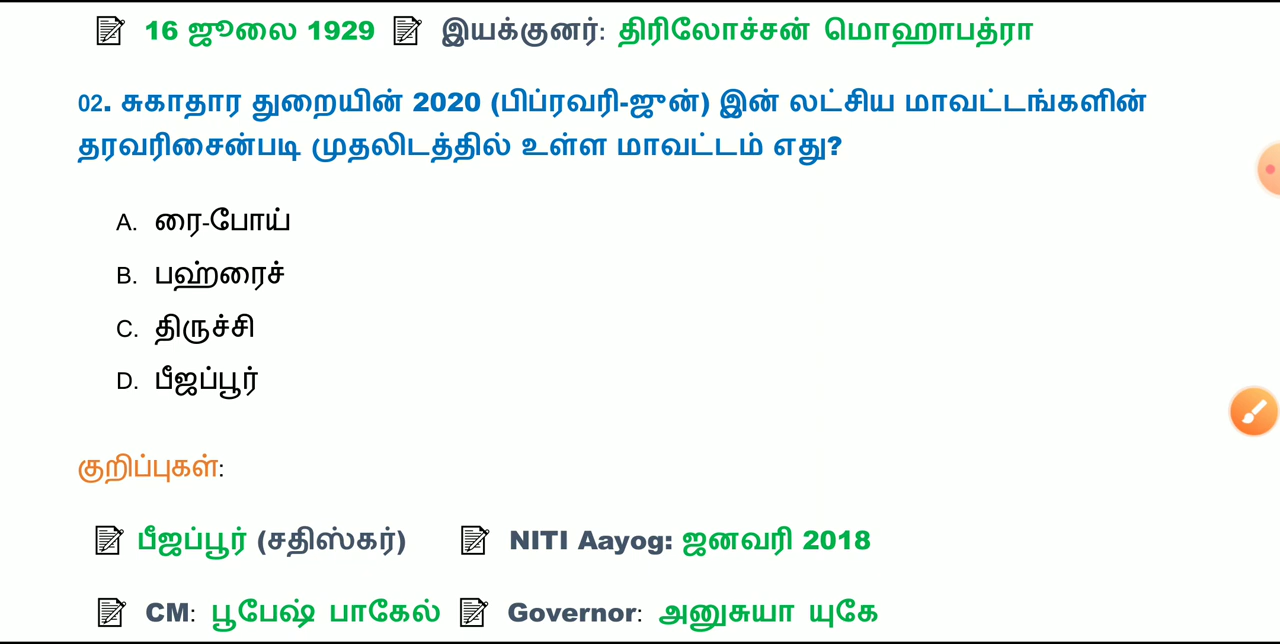 16 ஜூலை 1929 இயக்குனர்: திரிலோச்சன் மொஹாபத்ரா
02. சுகாதார துறையின் 2020 (பிப்ரவரி-ஜுன்) இன் லட்சிய மாவட்டங்களின்
தரவரிசைன்படி முதலிடத்தில் உள்ள மாவட்டம் எது?
A. ரை-போய்
B. பஹ்ரைச்
C. திருச்சி
D. பீஜப்பூர்
குறிப்புகள்:
பீஜப்பூர் (சதிஸ்கர்) NITI Aayog: ஜனவரி 2018
CM: பூபேஷ் பாகேல் Governor: அனுசுயா யுகே